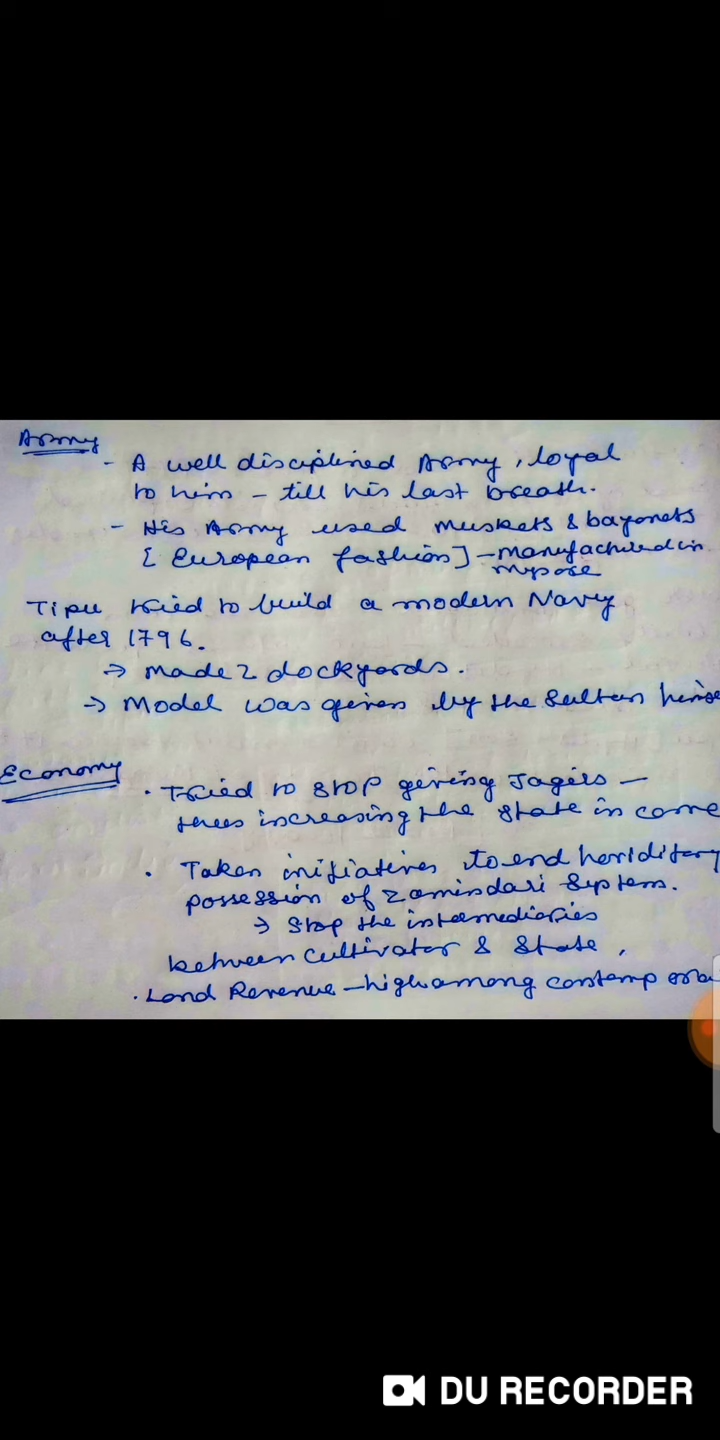 Army
- A well disciplined Army, loyal
to him - till his last breath.
- His Army used muskets & bayonets
[European fashion] - manufactured in
Mysore
Tipu tried to build a modern Navy
after 1796.
→ Made 2 dockyards.
→ Model was given by the Sultan himse
Economy
• Tried to stop giving Jagirs -
thus increasing the state income
• Taken initiatives to end heriditary
possession of Zamindari System.
→ Stop the intermediaries
between cultivator & state,
• Land Revenue - high among contempora
DU RECORDER